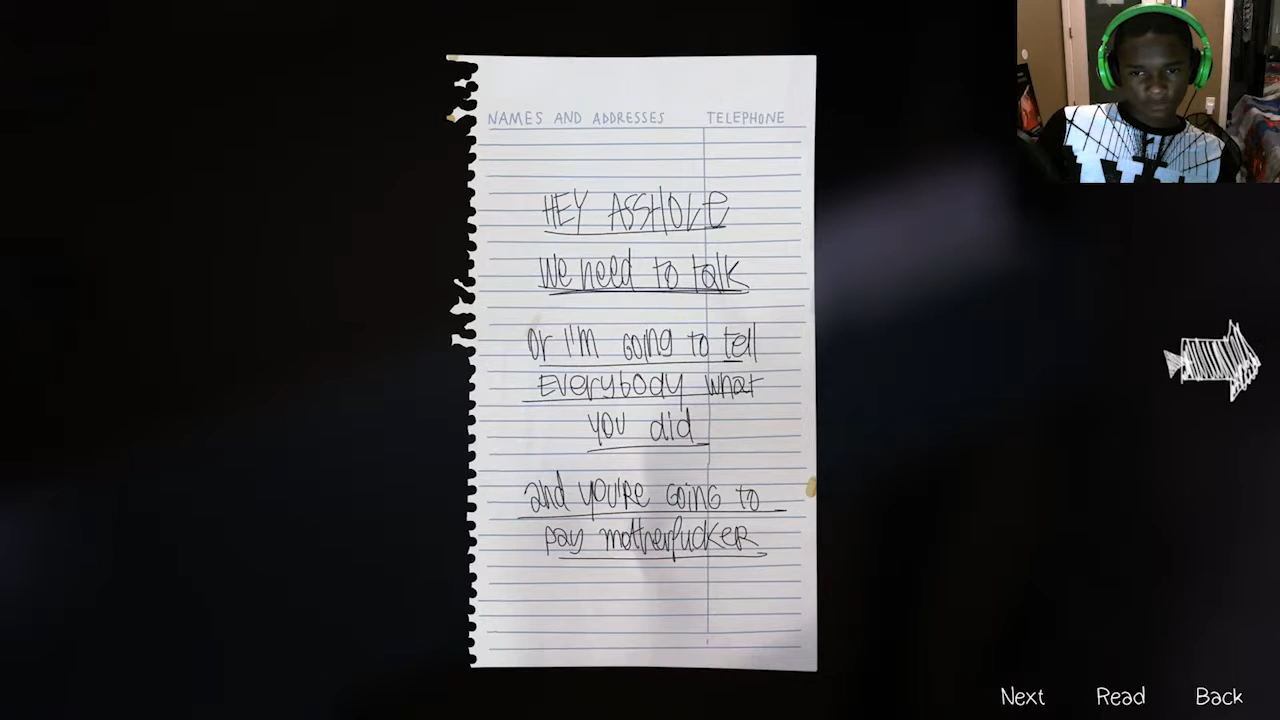 NAMES AND ADDRESSES TELEPHONE
HEY ASSHOLE
We need to talk
Or I'm going to tell
Everybody what
you did
and you're going to
pay motherfucker
Next Read Back